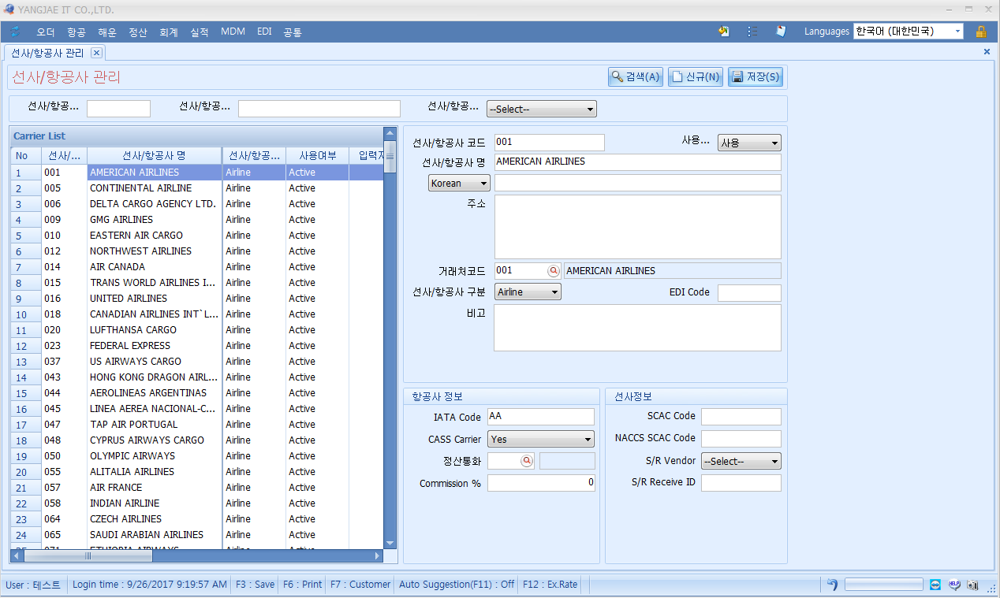 YANGJAE IT CO.,LTD.
오더 항공 해운 정산 회계 실적 MDM EDI 공통 Languages 한국어 (대한민국)
선사/항공사 관리
선사/항공사 관리 검색(A) 신규(N) 저장(S)
선사/항공... 선사/항공... 선사/항공... --Select--
Carrier List
No 선사/... 선사/항공사 명 선사/항공... 사용여부
1 001 AMERICAN AIRLINES Airline Active
2 005 CONTINENTAL AIRLINE Airline Active
3 006 DELTA CARGO AGENCY LTD. Airline Active
4 009 GMG AIRLINES Airline Active
5 010 EASTERN AIR CARGO Airline Active
6 012 NORTHWEST AIRLINES Airline Active
7 014 AIR CANADA Airline Active
8 015 TRANS WORLD AIRLINES I... Airline Active
9 016 UNITED AIRLINES Airline Active
10 018 CANADIAN AIRLINES INT`L... Airline Active
11 020 LUFTHANSA CARGO Airline Active
12 023 FEDERAL EXPRESS Airline Active
13 037 US AIRWAYS CARGO Airline Active
14 043 HONG KONG DRAGON AIRL... Airline Active
15 044 AEROLINEAS ARGENTINAS Airline Active
16 045 LINEA AEREA NACIONAL-C... Airline Active
17 047 TAP AIR PORTUGAL Airline Active
18 048 CYPRUS AIRWAYS CARGO Airline Active
19 050 OLYMPIC AIRWAYS Airline Active
20 055 ALITALIA AIRLINES Airline Active
21 057 AIR FRANCE Airline Active
22 058 INDIAN AIRLINE Airline Active
23 064 CZECH AIRLINES Airline Active
24 065 SAUDI ARABIAN AIRLINES Airline Active
25 071 ETHIOPIA AIRWAYS Airline Active
선사/항공사 코드 001 사용... 사용
선사/항공사 명 AMERICAN AIRLINES
Korean
주소
거래처코드 001 AMERICAN AIRLINES
선사/항공사 구분 Airline EDI Code
비고
항공사 정보
IATA Code AA
CASS Carrier Yes
정산통화
Commission % 0
선사정보
SCAC Code
NACCS SCAC Code
S/R Vendor --Select--
S/R Receive ID
User : 테스트 Login time : 9/26/2017 9:19:57 AM F3 : Save F6 : Print F7 : Customer Auto Suggestion(F11) : Off F12 : Ex.Rate HELP